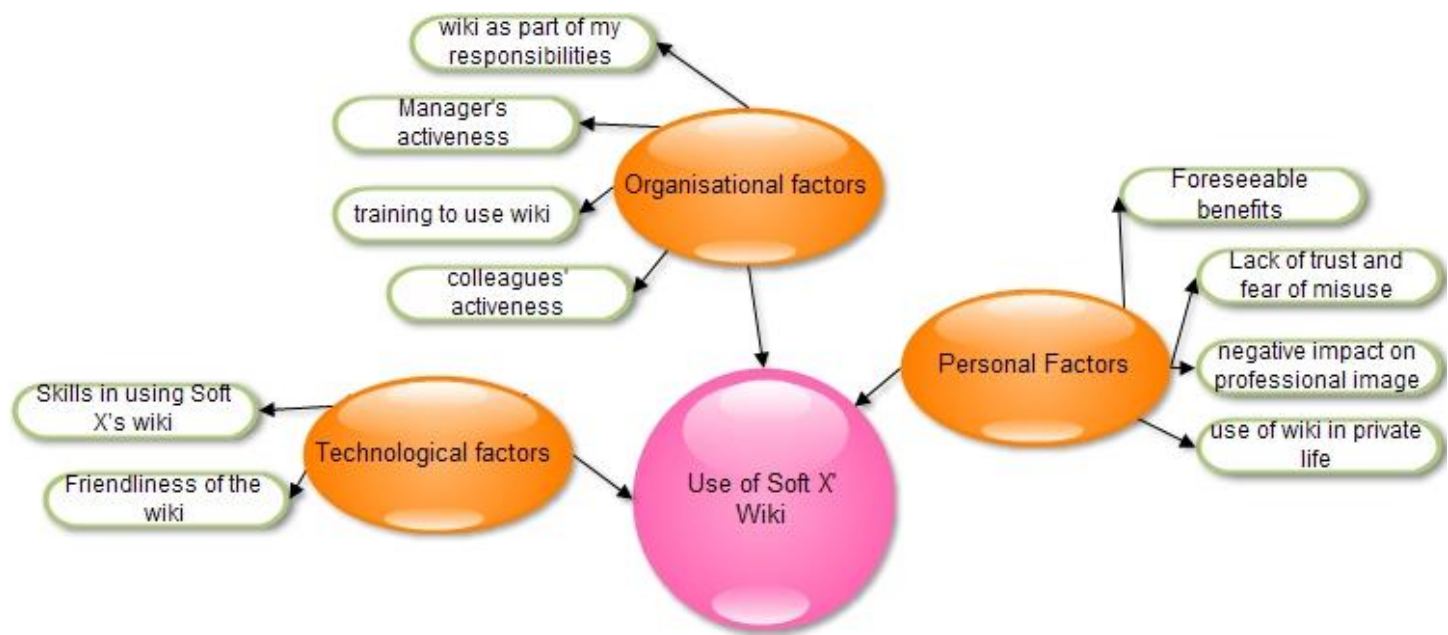 wiki as part of my
responsibilities
Manager's
activeness
Organisational factors
training to use wiki
colleagues'
activeness
Foreseeable
benefits
Lack of trust and
fear of misuse
Personal Factors
negative impact on
professional image
use of wiki in private
life
Skills in using Soft
X's wiki
Technological factors
Friendliness of the
wiki
Use of Soft X'
Wiki